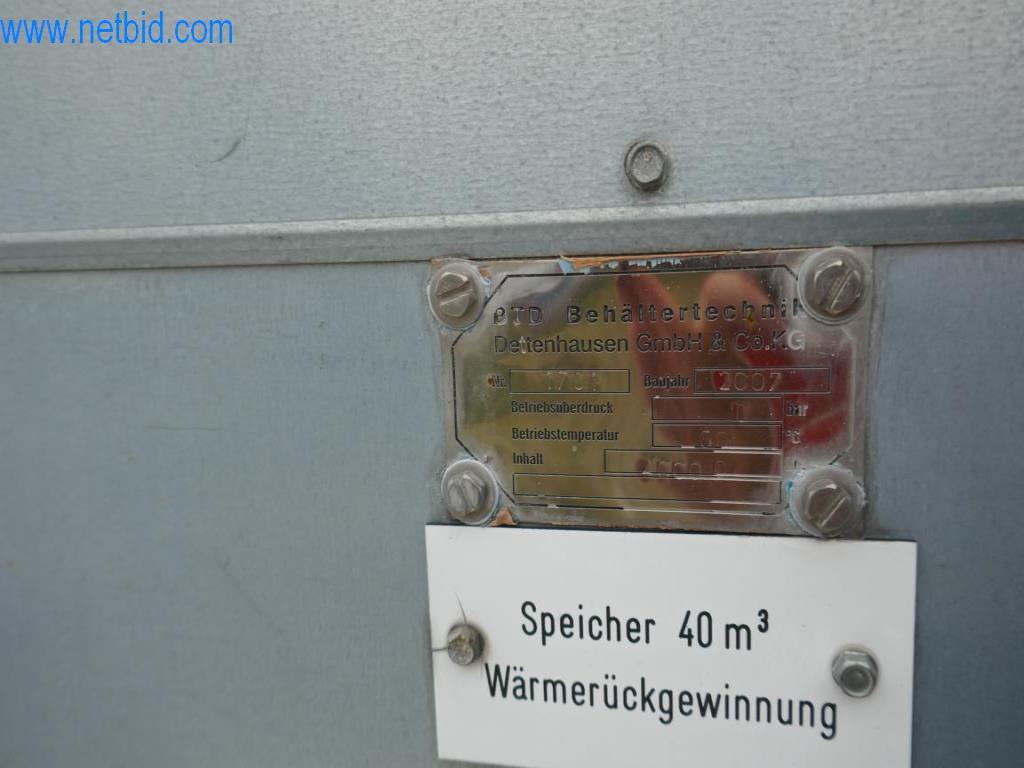 www.netbid.com
BTD Behältertechnik
Dettenhausen GmbH & Co.KG
Nr. Baujahr 2007
Betriebsüberdruck bar
Betriebstemperatur °C
Inhalt
Speicher 40 m³
Wärmerückgewinnung